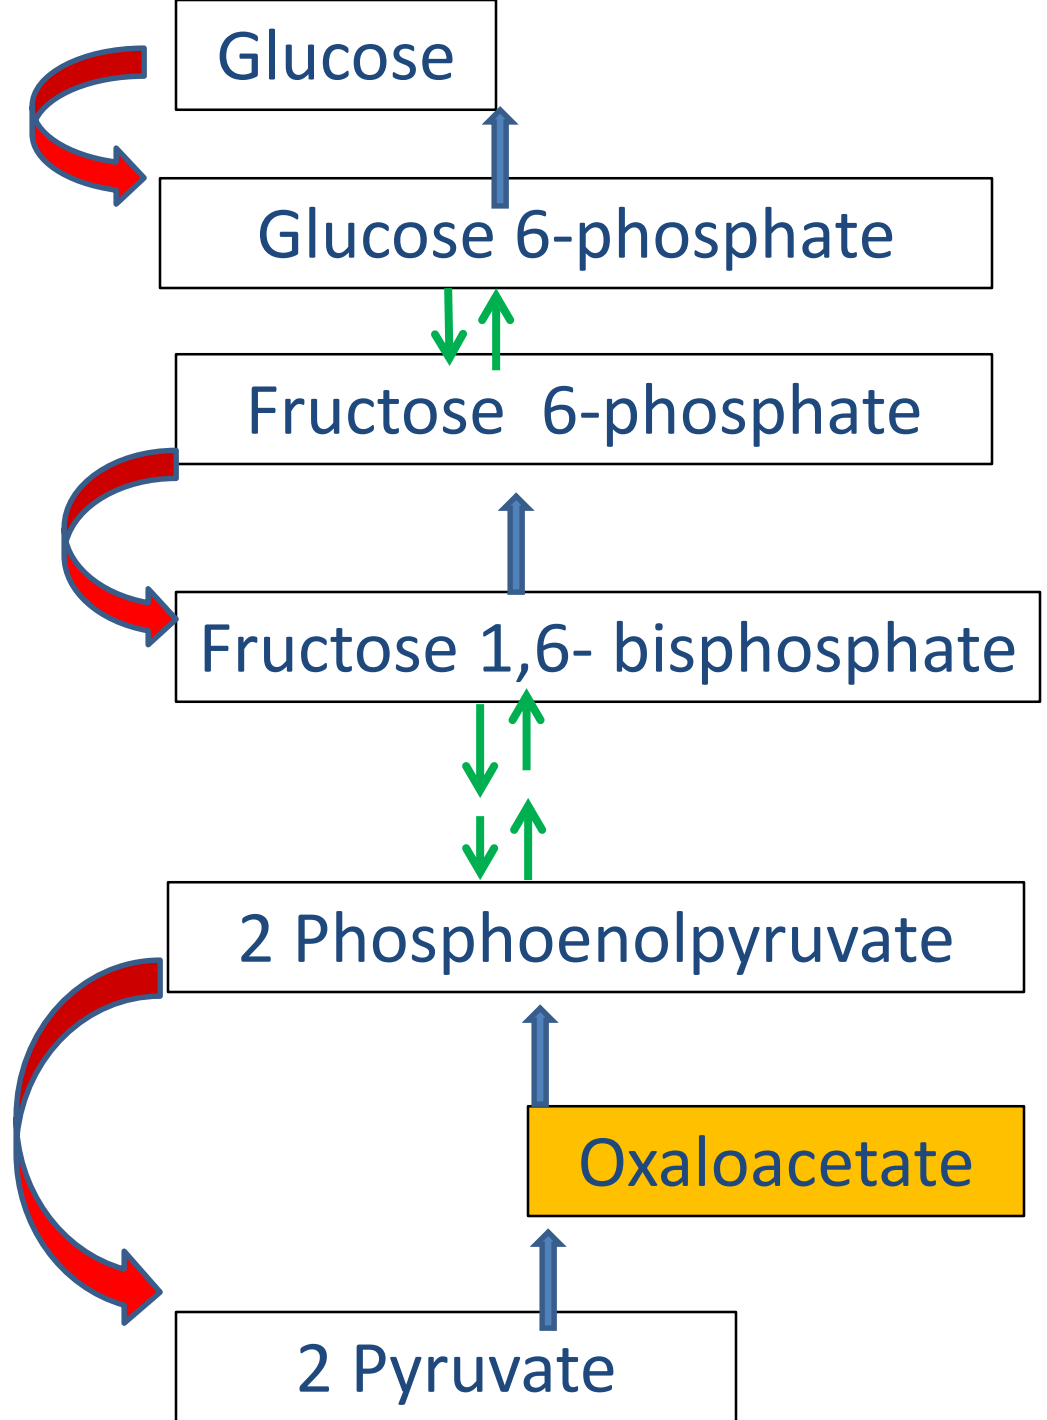 Glucose
Glucose 6-phosphate
Fructose  6-phosphate
Fructose 1,6- bisphosphate
2 Phosphoenolpyruvate
Oxaloacetate
2 Pyruvate